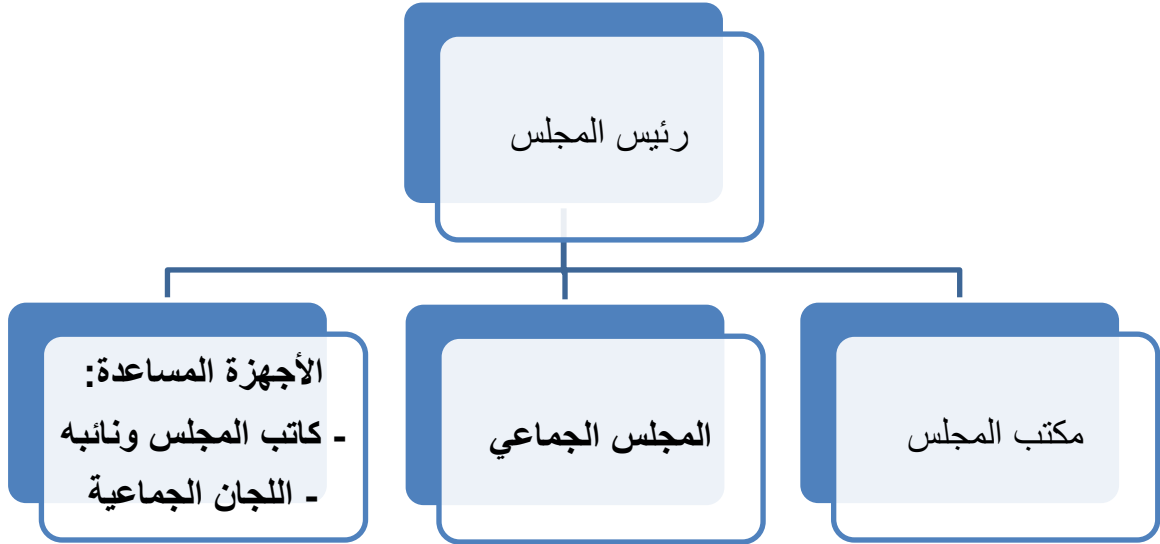 رئيس المجلس
مكتب المجلس
المجلس الجماعي
الأجهزة المساعدة:
- كاتب المجلس ونائبه
- اللجان الجماعية